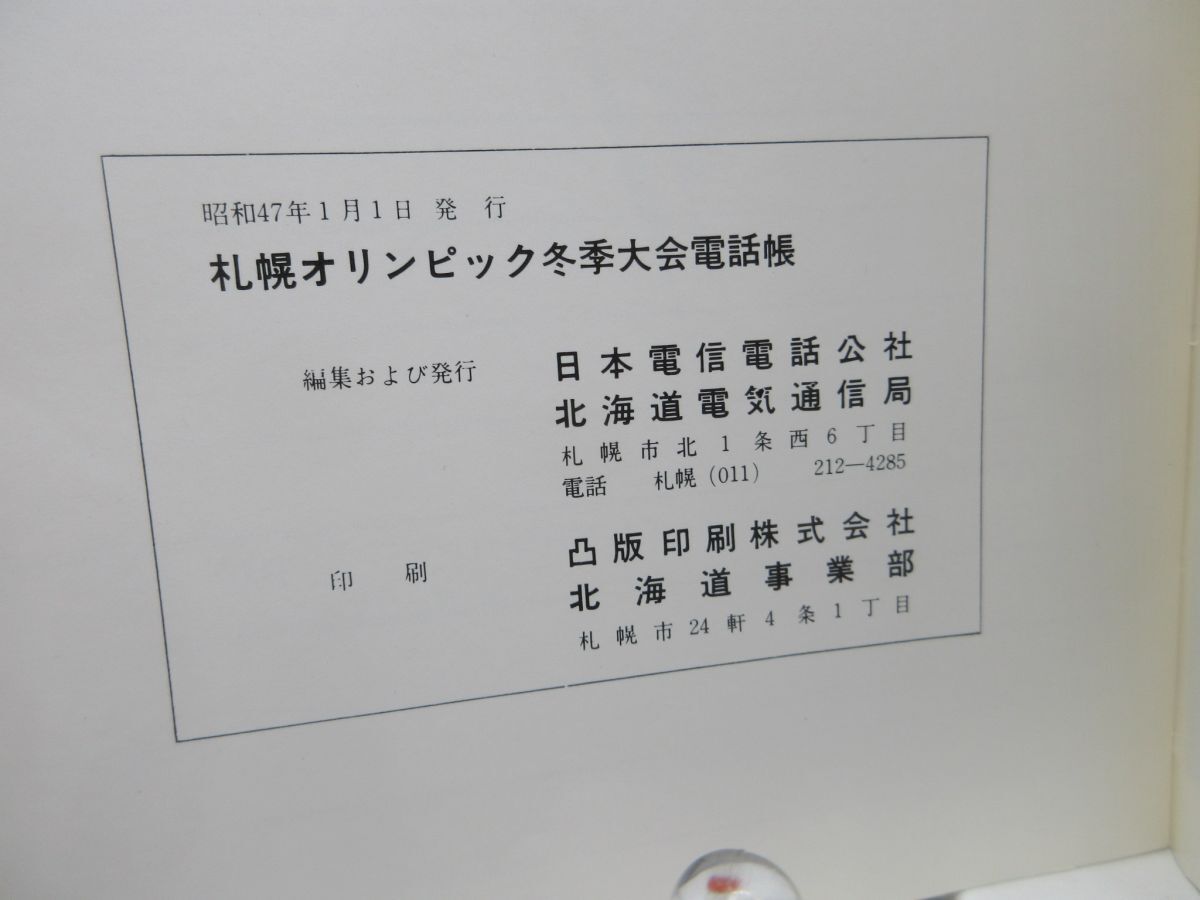 昭和47年1月1日 発 行
札幌オリンピック冬季大会電話帳
編集および発行 日本電信電話公社
北海道電気通信局
札幌市北1条西6丁目
電話 札幌(011) 212―4285
印 刷 凸版印刷株式会社
北海道事業部
札幌市24軒4条1丁目